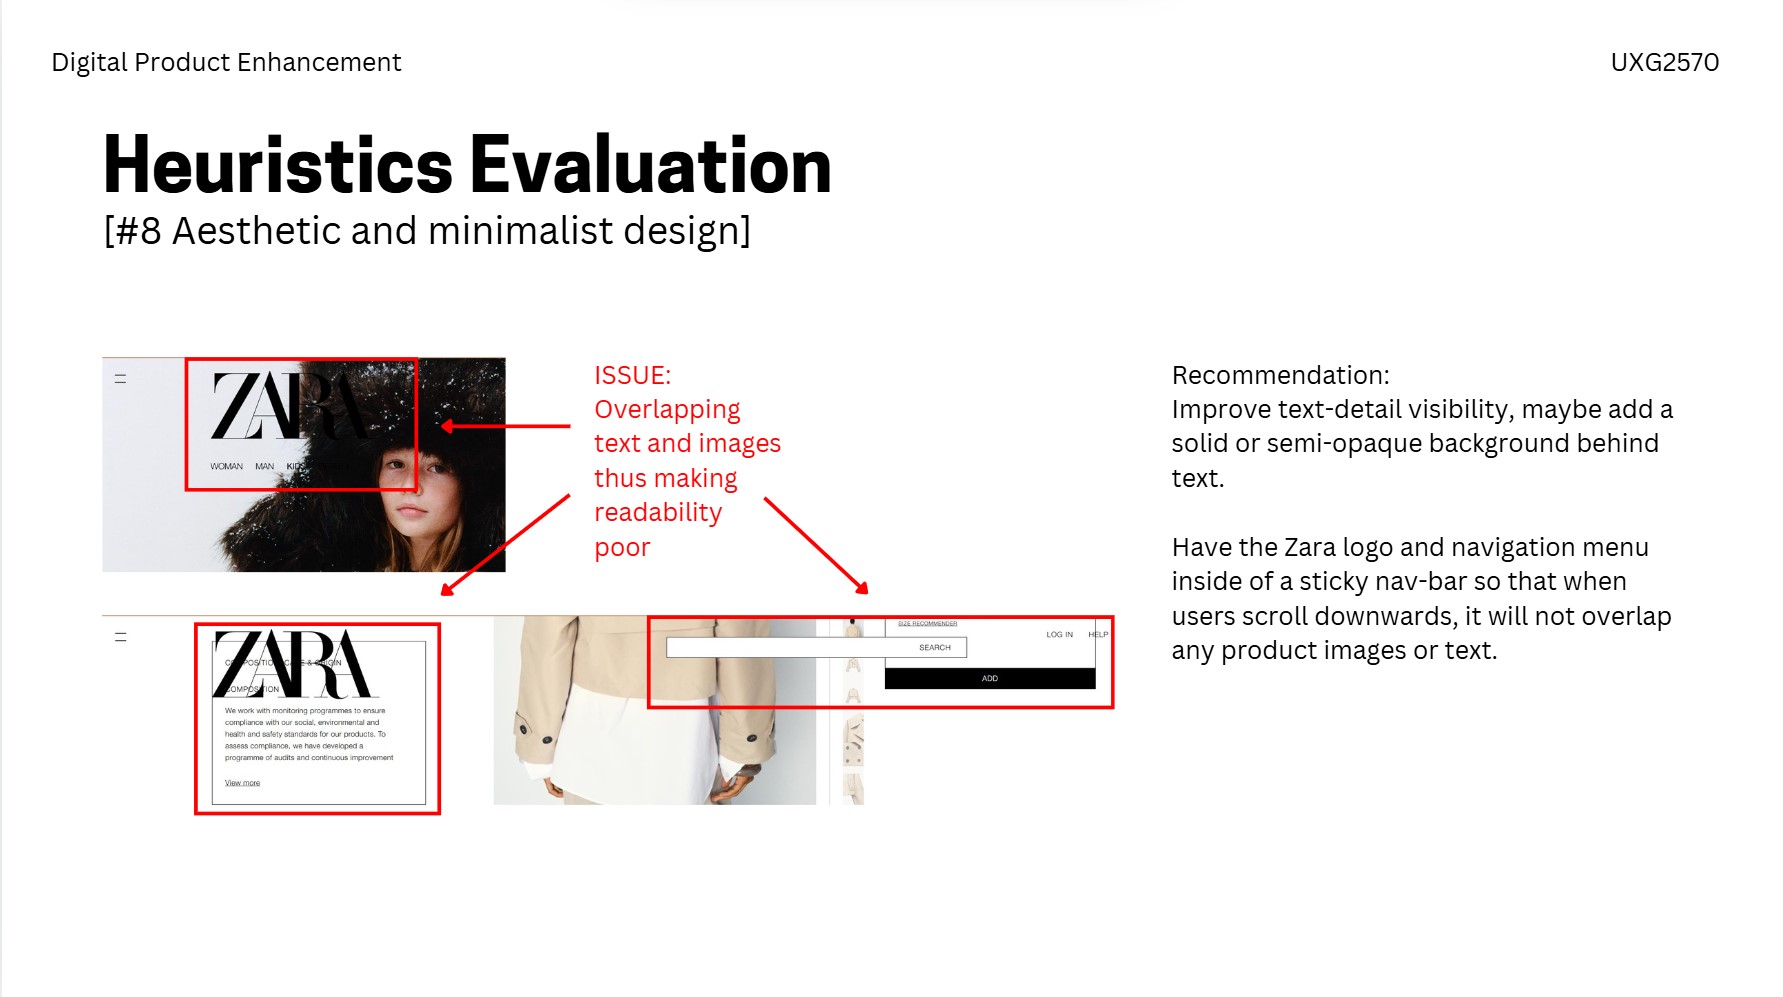 Digital Product Enhancement
UXG2570
Heuristics Evaluation
[#8 Aesthetic and minimalist design]
ZARA
WOMAN MAN KIDS
ISSUE:
Overlapping
text and images
thus making
readability
poor
Recommendation:
Improve text-detail visibility, maybe add a
solid or semi-opaque background behind
text.
Have the Zara logo and navigation menu
inside of a sticky nav-bar so that when
users scroll downwards, it will not overlap
any product images or text.
ZARA
COMPOSITION, CARE & ORIGIN
COMPOSITION
We work with monitoring programmes to ensure
compliance with our social, environmental and
health and safety standards for our products. To
assess compliance, we have developed a
programme of audits and continuous improvement
View more
SIZE RECOMMENDER
LOG IN HELP
SEARCH
ADD